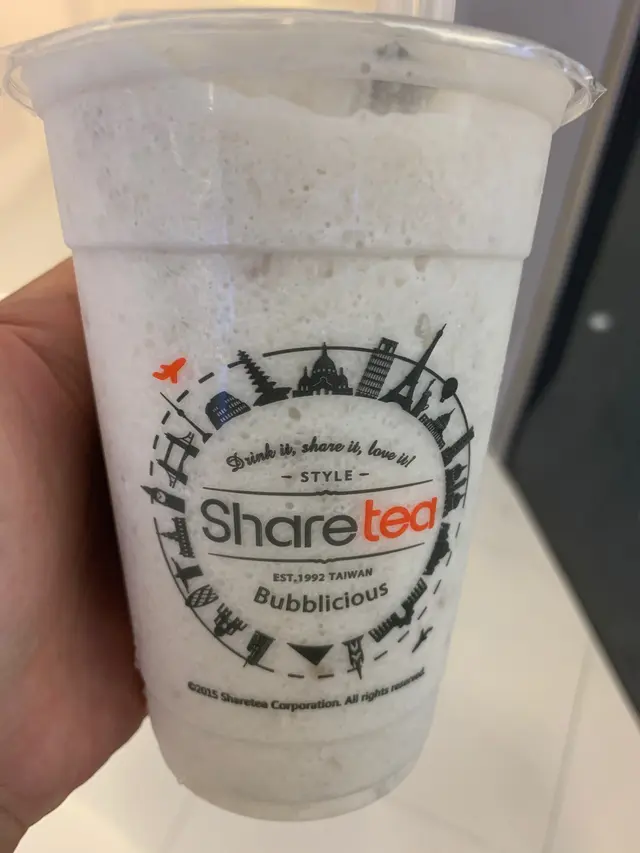 Drink it, share it, love it!
– STYLE –
Sharetea
EST.1992 TAIWAN
Bubblicious
©2015 Sharetea Corporation. All rights reserved.